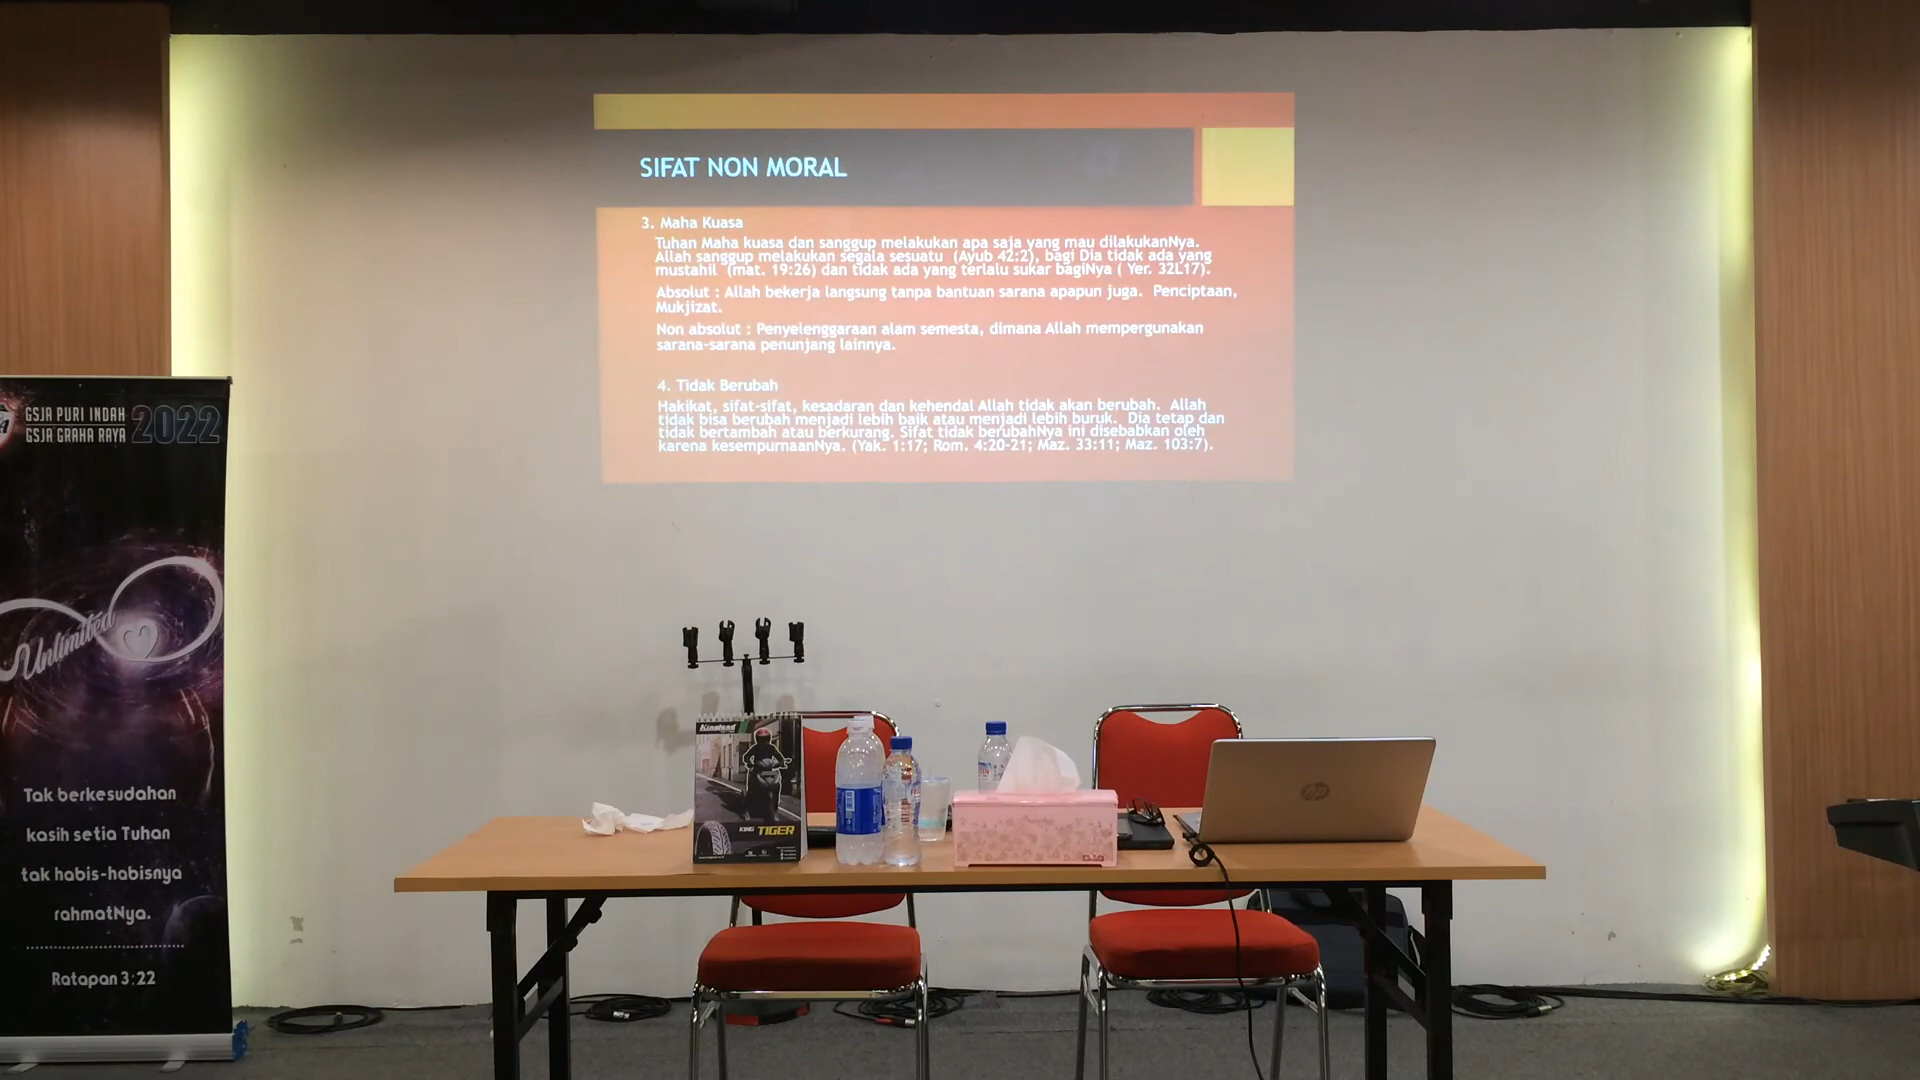 SIFAT NON MORAL
3. Maha Kuasa
Tuhan Maha kuasa dan sanggup melakukan apa saja yang mau dilakukanNya.
Allah sanggup melakukan segala sesuatu (Ayub 42:2), bagi Dia tidak ada yang
mustahil (mat. 19:26) dan tidak ada yang terlalu sukar bagiNya ( Yer. 32L17).
Absolut : Allah bekerja langsung tanpa bantuan sarana apapun juga. Penciptaan,
Mukjizat.
Non absolut : Penyelenggaraan alam semesta, dimana Allah mempergunakan
sarana-sarana penunjang lainnya.
4. Tidak Berubah
Hakikat, sifat-sifat, kesadaran dan kehendal Allah tidak akan berubah. Allah
tidak bisa berubah menjadi lebih baik atau menjadi lebih buruk. Dia tetap dan
tidak bertambah atau berkurang. Sifat tidak berubahNya ini disebabkan oleh
karena kesempurnaanNya. (Yak. 1:17; Rom. 4:20-21; Maz. 33:11; Maz. 103:7).
GSJA PURI INDAH
GSJA GRAHA RAYA
2022
Unlimited
Tak berkesudahan
kasih setia Tuhan
tak habis-habisnya
rahmatNya.
Ratapan 3:22
Kingland
KING TIGER
hp